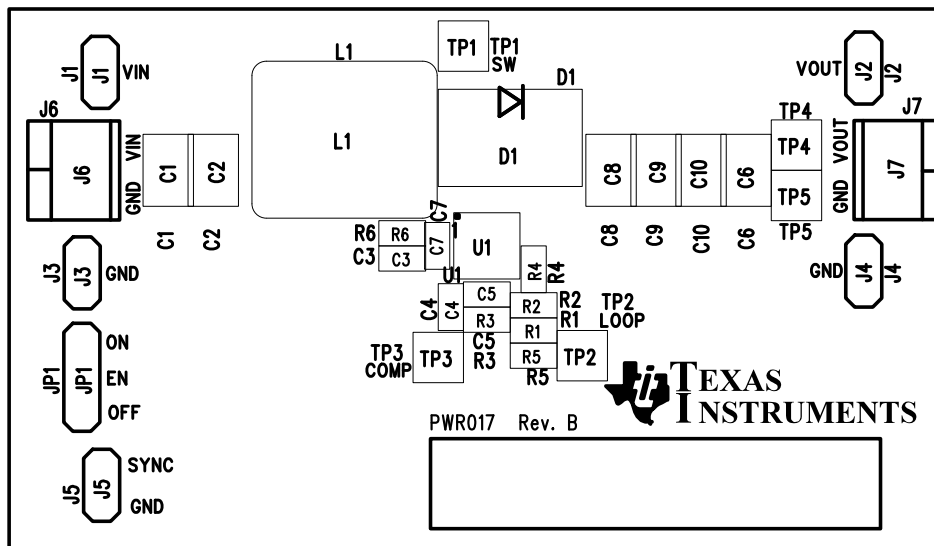 L1
TP1
TP1
SW
J1
J1
VIN
VOUT
J2
J2
D1
J6
J7
TP4
L1
D1
J6
VIN
GND
C1
C2
C8
C9
C10
C6
TP4
TP5
VOUT
GND
J7
C1
C2
C7
C7
1
U1
R6
R6
C3
C3
U1
C8
C9
C10
C6
TP5
J3
J3
GND
GND
J4
J4
R4
R4
C4
C4
C5
R3
R2
R2
R1
R1
TP2
LOOP
C5
R3
R5
R5
TP3
COMP
TP3
TP2
JP1
JP1
ON
EN
OFF
TEXAS
INSTRUMENTS
PWR017 Rev. B
J5
J5
SYNC
GND